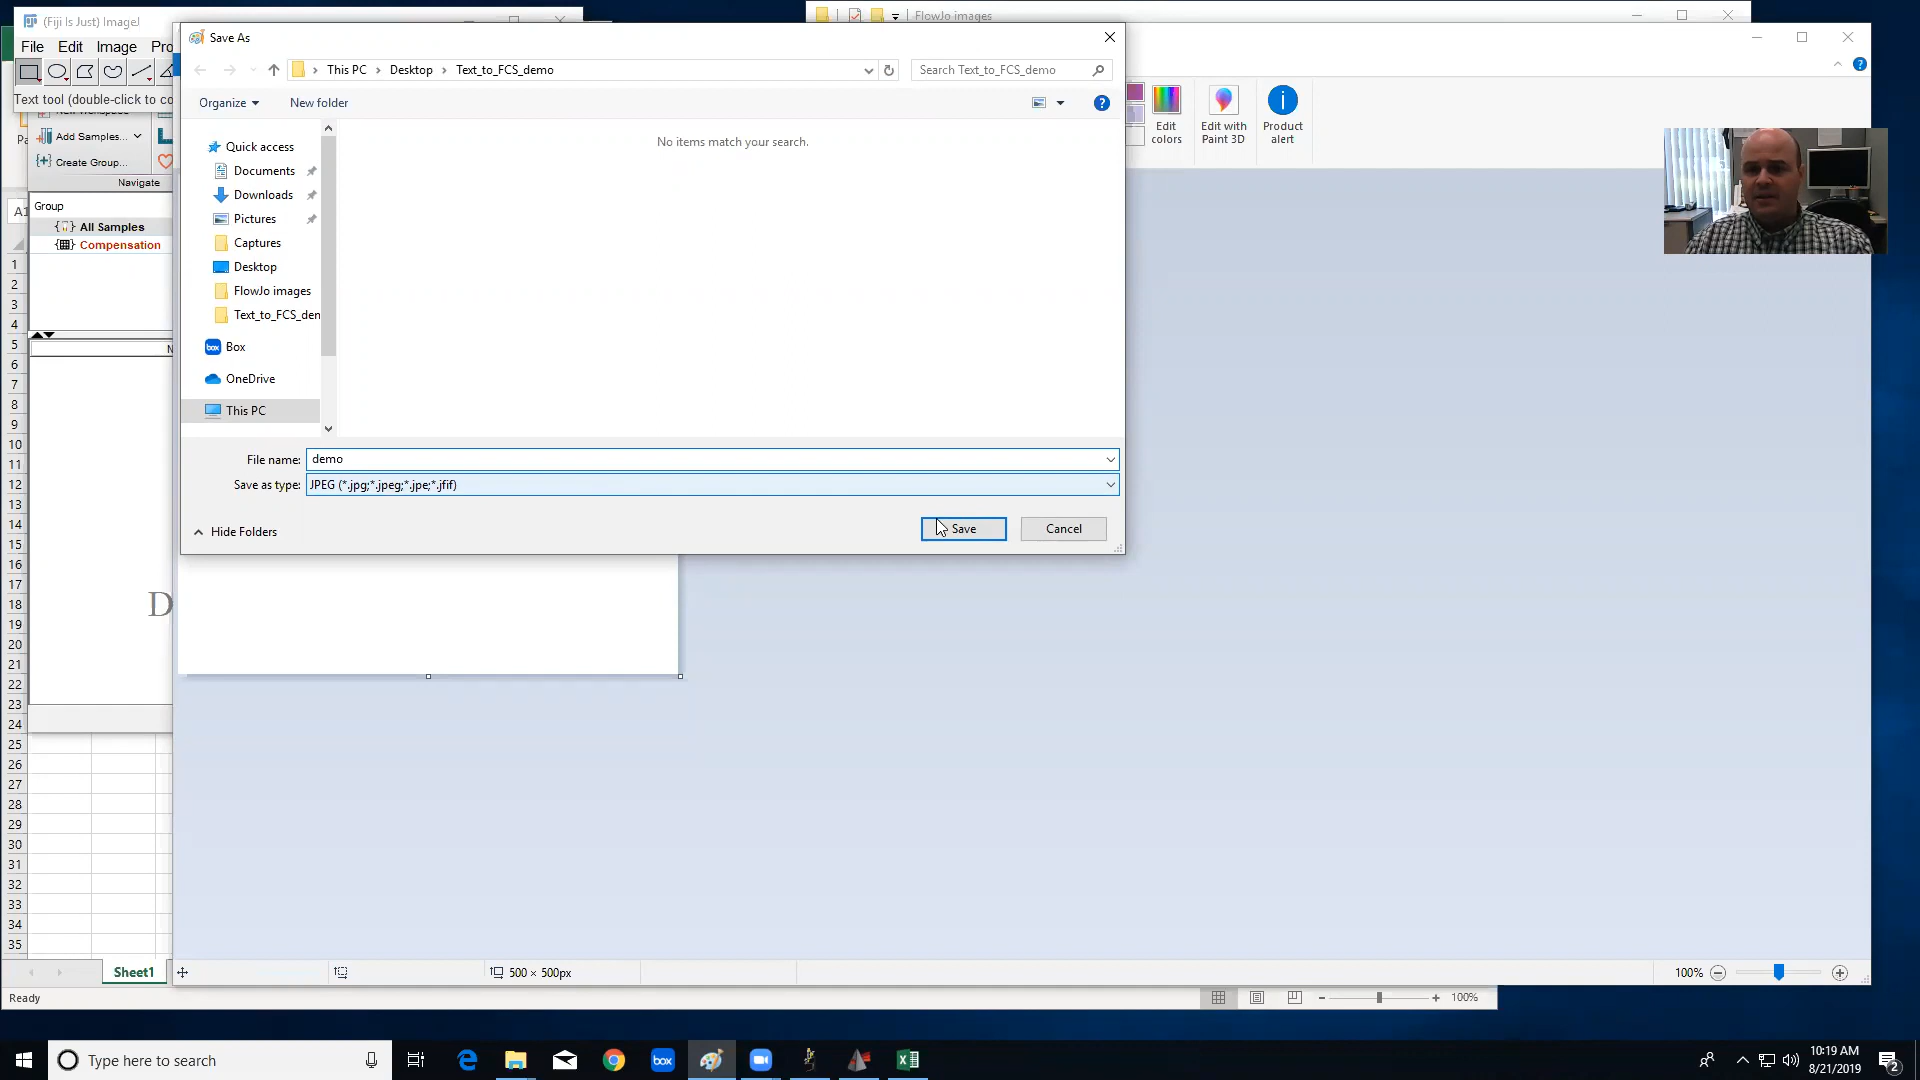 (Fiji Is Just) ImageJ
FlowJo images
File Edit Image Pro
Text tool (double-click to co
Add Samples...
Create Group...
Navigate
Group
All Samples
Compensation
Save As
This PC > Desktop > Text_to_FCS_demo
Search Text_to_FCS_demo
Organize
New folder
No items match your search.
Quick access
Documents
Downloads
Pictures
Captures
Desktop
FlowJo images
Text_to_FCS_den
Box
OneDrive
This PC
File name: demo
Save as type: JPEG (*.jpg;*.jpeg;*.jpe;*.jfif)
Hide Folders
Save
Cancel
Edit colors
Edit with Paint 3D
Product alert
A1
1
2
3
4
5
6
7
8
9
10
11
12
13
14
15
16
17
18
19
20
21
22
23
24
25
26
27
28
29
30
31
32
33
34
35
D
Sheet1
500 × 500px
100%
Ready
100%
Type here to search
10:19 AM
8/21/2019
2